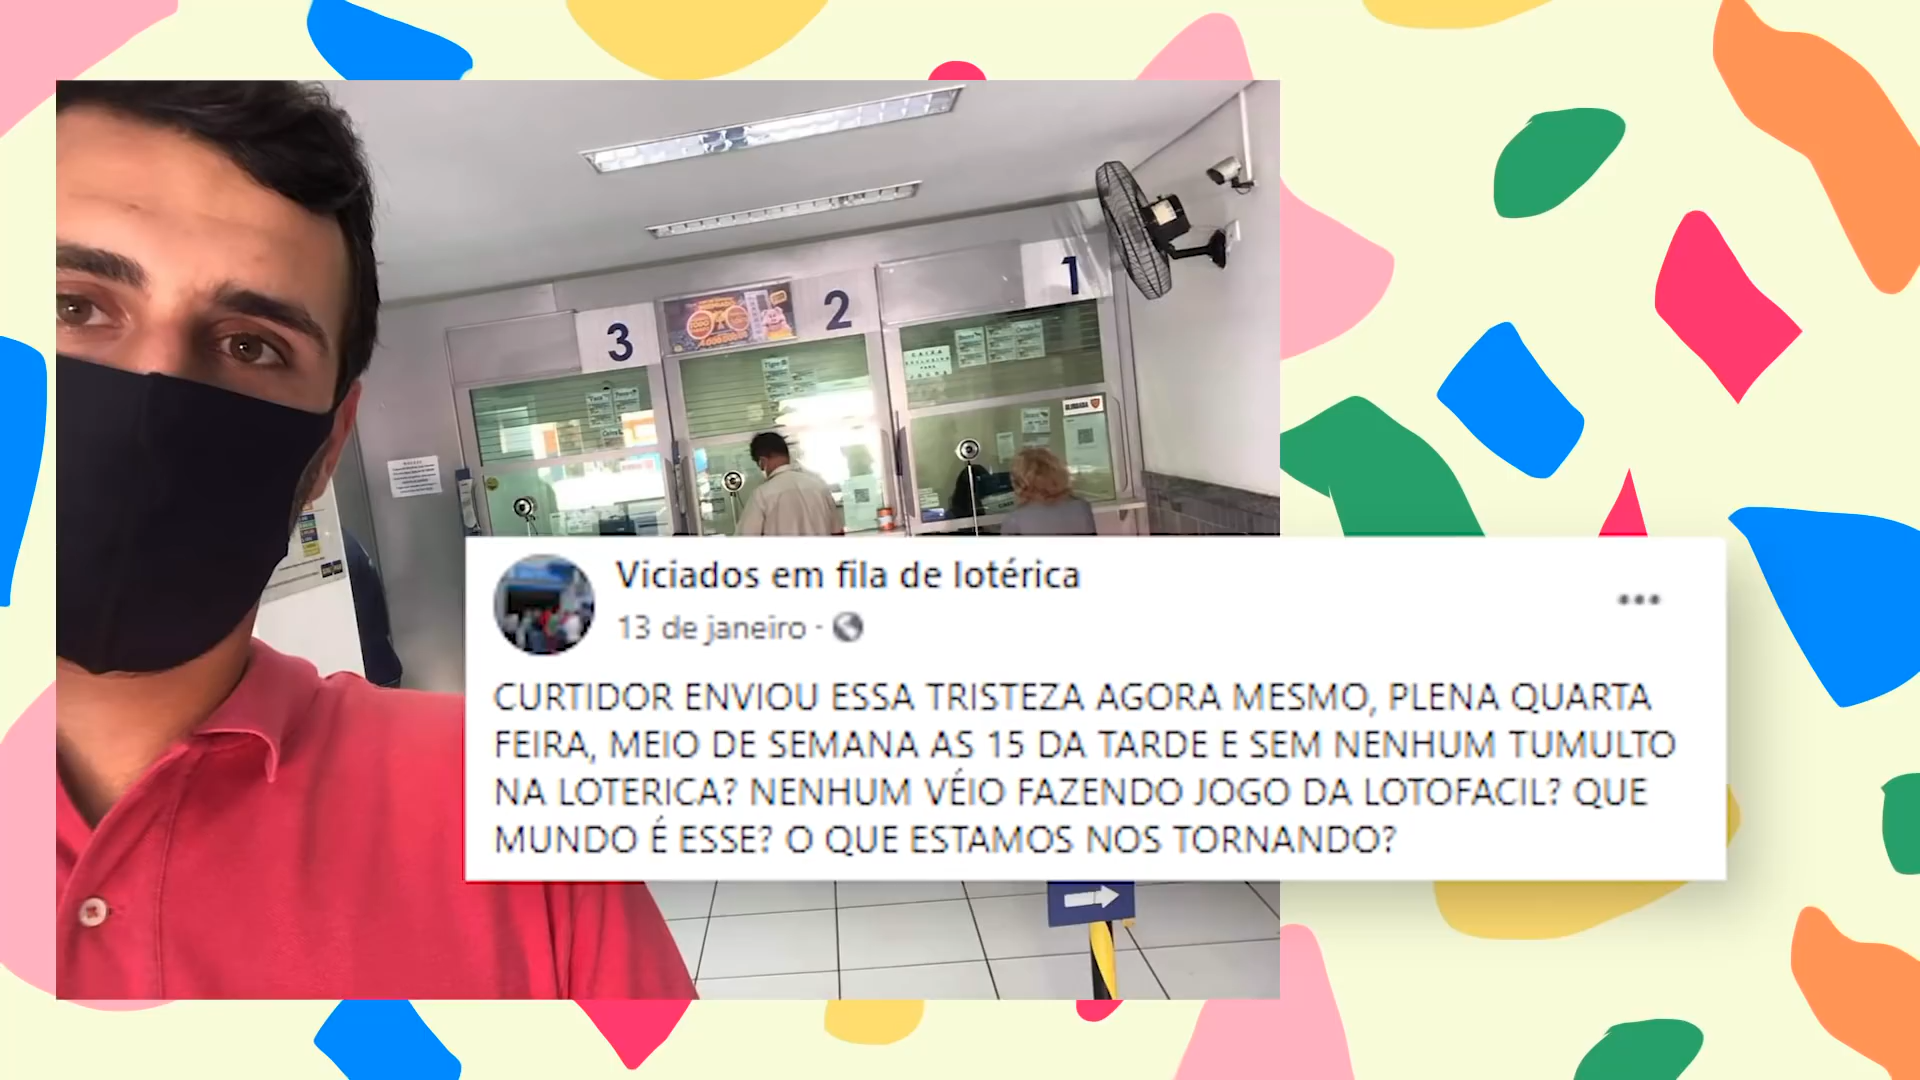 1
2
3
CAIXA
Viciados em fila de lotérica
13 de janeiro ·
CURTIDOR ENVIOU ESSA TRISTEZA AGORA MESMO, PLENA QUARTA
FEIRA, MEIO DE SEMANA AS 15 DA TARDE E SEM NENHUM TUMULTO
NA LOTERICA? NENHUM VÉIO FAZENDO JOGO DA LOTOFACIL? QUE
MUNDO É ESSE? O QUE ESTAMOS NOS TORNANDO?